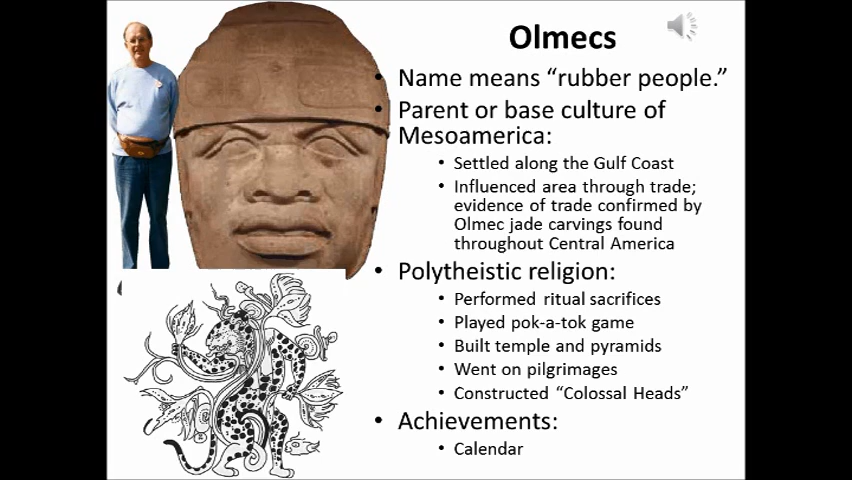 Olmecs
• Name means “rubber people.”
• Parent or base culture of
Mesoamerica:
• Settled along the Gulf Coast
• Influenced area through trade;
evidence of trade confirmed by
Olmec jade carvings found
throughout Central America
• Polytheistic religion:
• Performed ritual sacrifices
• Played pok-a-tok game
• Built temple and pyramids
• Went on pilgrimages
• Constructed “Colossal Heads”
• Achievements:
• Calendar